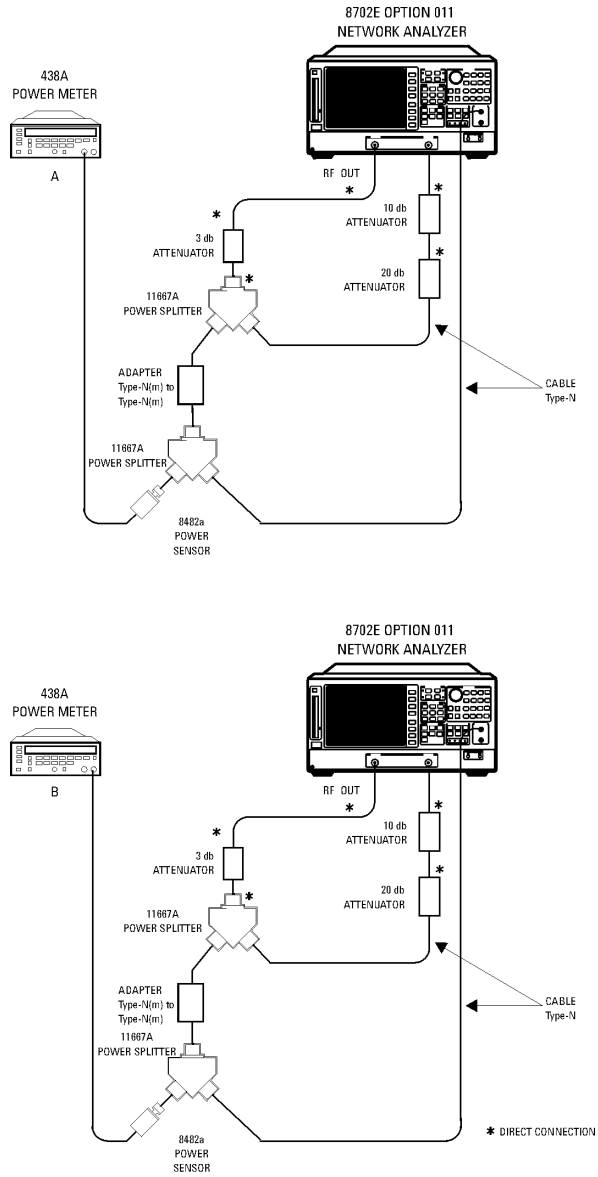 8702E OPTION 011
NETWORK ANALYZER
438A
POWER METER
A
RF OUT
*
*
*
10 db
ATTENUATOR
3 db
ATTENUATOR
*
*
20 db
ATTENUATOR
11667A
POWER SPLITTER
ADAPTER
Type-N(m) to
Type-N(m)
CABLE
Type-N
11667A
POWER SPLITTER
8482a
POWER
SENSOR
8702E OPTION 011
NETWORK ANALYZER
438A
POWER METER
B
RF OUT
*
*
*
10 db
ATTENUATOR
3 db
ATTENUATOR
*
*
20 db
ATTENUATOR
11667A
POWER SPLITTER
ADAPTER
Type-N(m) to
Type-N(m)
CABLE
Type-N
11667A
POWER SPLITTER
8482a
POWER
SENSOR
* DIRECT CONNECTION